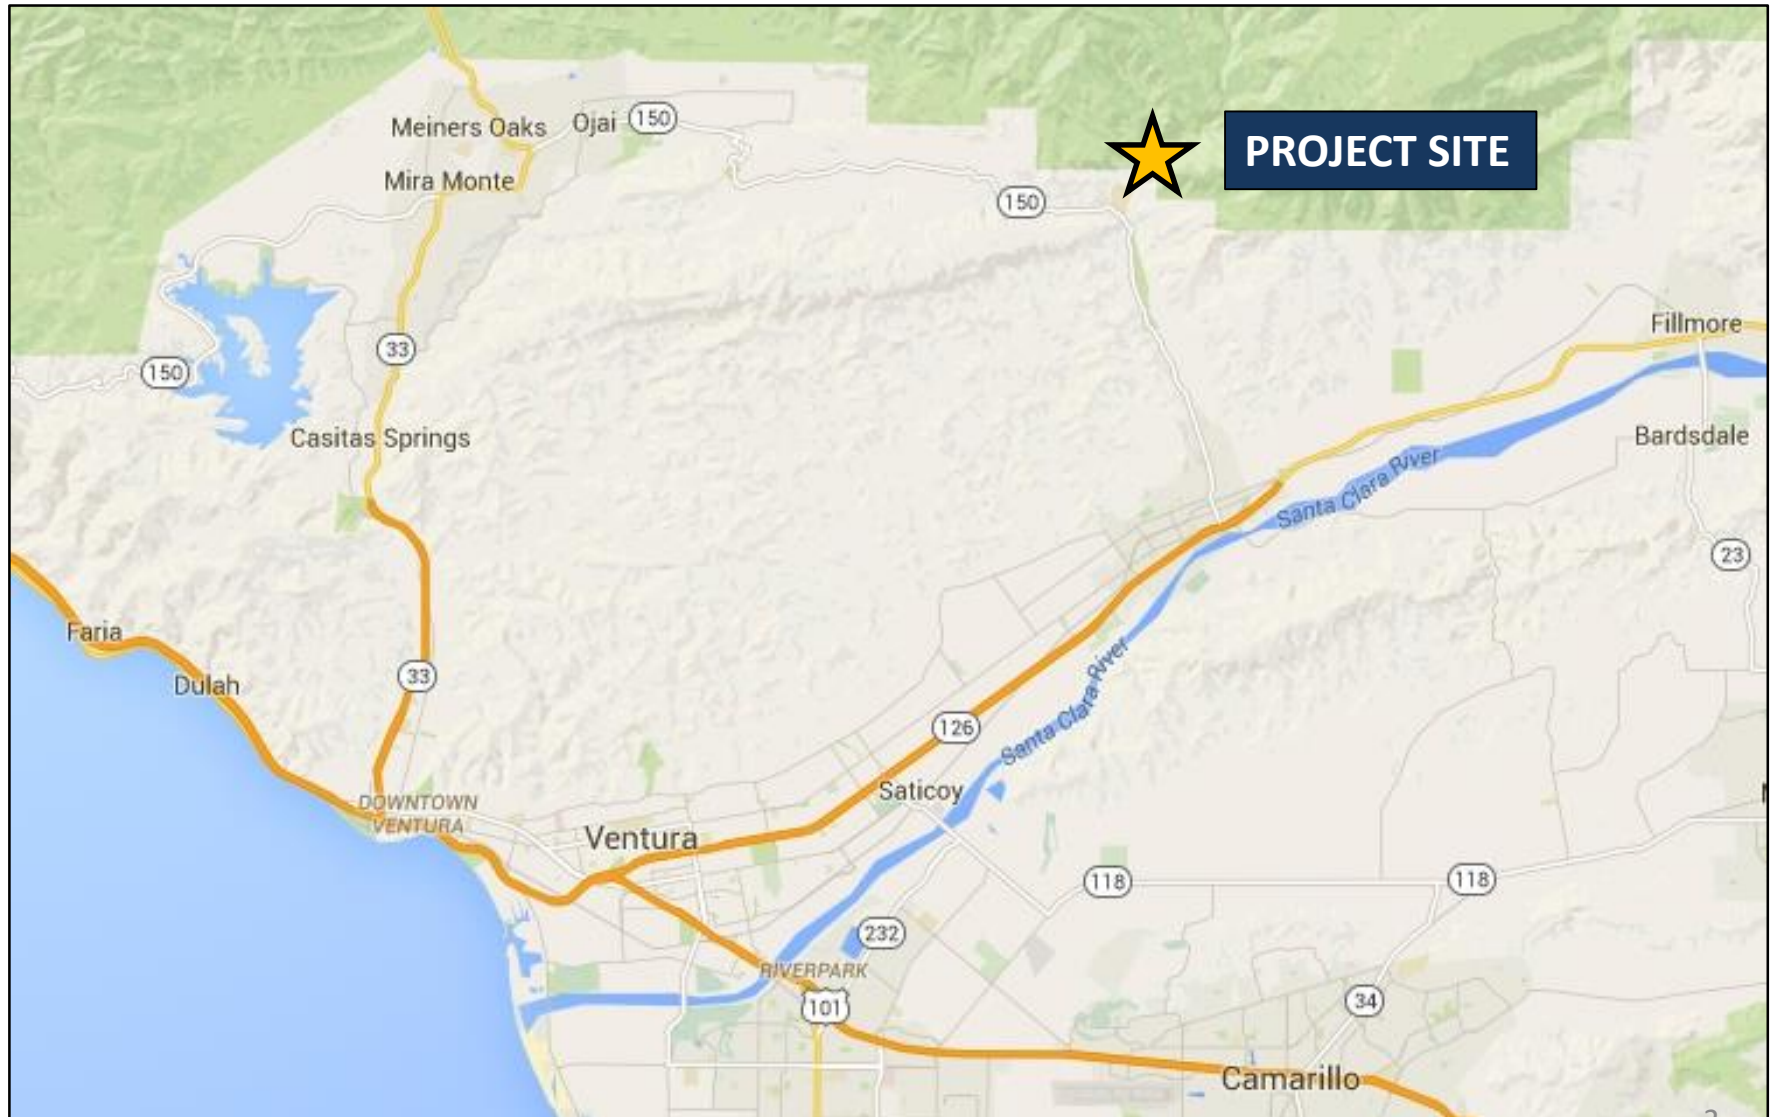 Meiners Oaks
Ojai
150
PROJECT SITE
Mira Monte
150
Fillmore
33
150
Casitas Springs
Bardsdale
Santa Clara River
23
Faria
33
Dulah
126
Santa Clara River
Saticoy
DOWNTOWN
VENTURA
Ventura
118
118
232
RIVERPARK
101
34
Camarillo